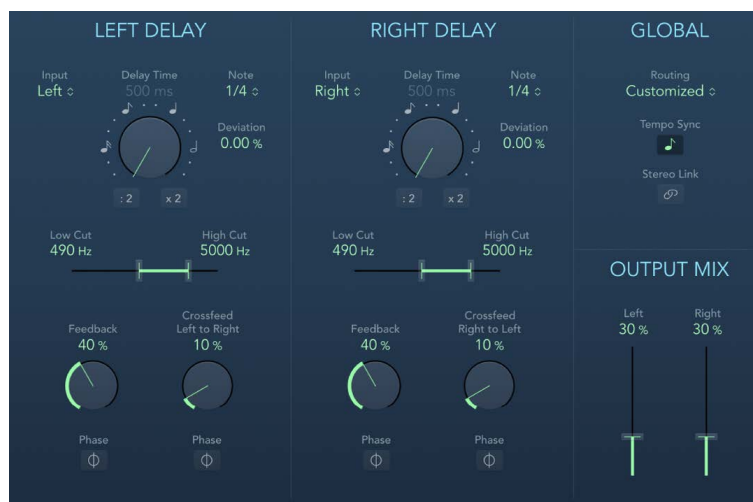 LEFT DELAY
Input
Left
Delay Time
500 ms
Note
1/4
Deviation
0.00 %
: 2
x 2
Low Cut
490 Hz
High Cut
5000 Hz
Feedback
40 %
Crossfeed
Left to Right
10 %
Phase
Phase
RIGHT DELAY
Input
Right
Delay Time
500 ms
Note
1/4
Deviation
0.00 %
: 2
x 2
Low Cut
490 Hz
High Cut
5000 Hz
Feedback
40 %
Crossfeed
Right to Left
10 %
Phase
Phase
GLOBAL
Routing
Customized
Tempo Sync
Stereo Link
OUTPUT MIX
Left
30 %
Right
30 %